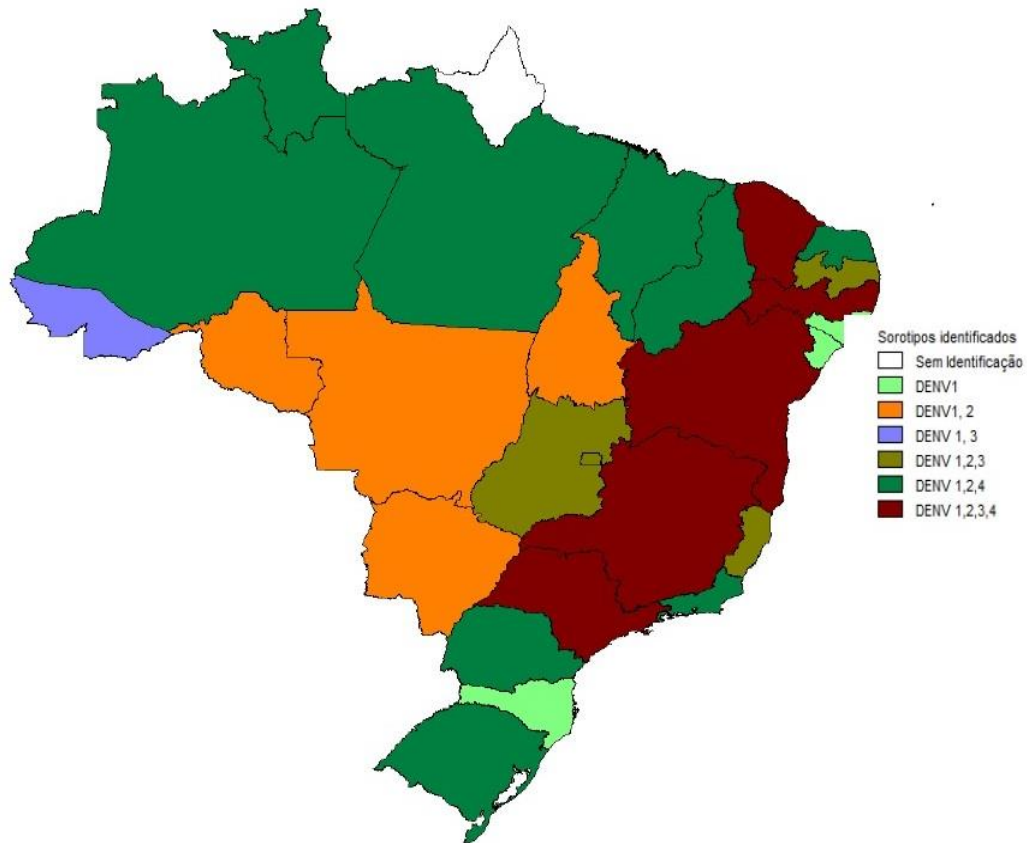 Sorotipos identificados
Sem Identificação
DENV1
DENV1, 2
DENV 1, 3
DENV 1,2,3
DENV 1,2,4
DENV 1,2,3,4